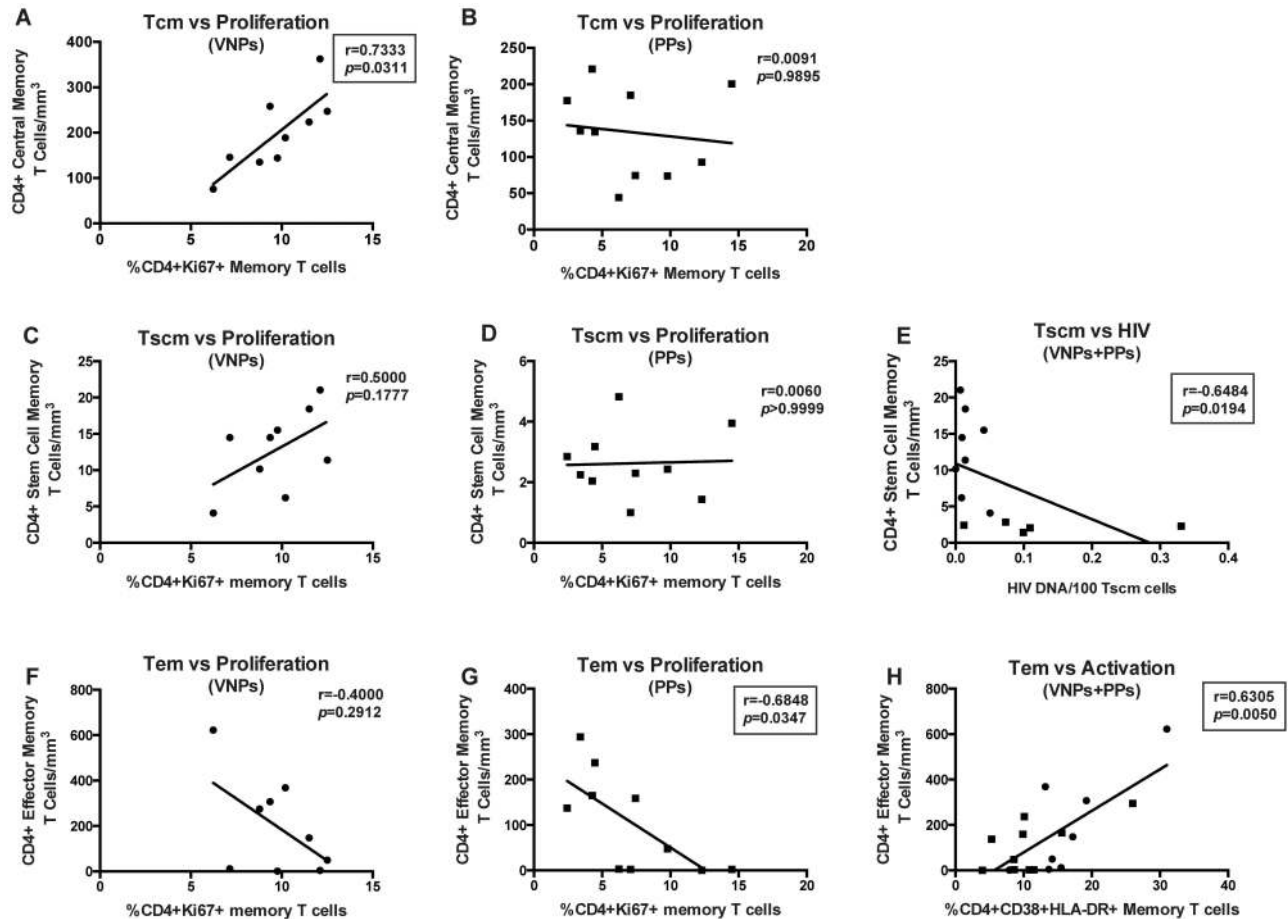 A
Tcm vs Proliferation
(VNPs)
r=0.7333
p=0.0311
CD4+ Central Memory
T Cells/mm³
400
300
200
100
0
0
5
10
15
%CD4+Ki67+ Memory T cells
B
Tcm vs Proliferation
(PPs)
r=0.0091
p=0.9895
CD4+ Central Memory
T Cells/mm³
250
200
150
100
50
0
0
5
10
15
20
%CD4+Ki67+ Memory T cells
C
Tscm vs Proliferation
(VNPs)
r=0.5000
p=0.1777
CD4+ Stem Cell Memory
T Cells/mm³
25
20
15
10
5
0
0
5
10
15
%CD4+Ki67+ memory T cells
D
Tscm vs Proliferation
(PPs)
r=0.0060
p>0.9999
CD4+ Stem Cell Memory
T Cells/mm³
6
4
2
0
0
5
10
15
20
%CD4+Ki67+ memory T cells
E
Tscm vs HIV
(VNPs+PPs)
r=-0.6484
p=0.0194
CD4+ Stem Cell Memory
T Cells/mm³
25
20
15
10
5
0
0.0
0.1
0.2
0.3
0.4
HIV DNA/100 Tscm cells
F
Tem vs Proliferation
(VNPs)
r=-0.4000
p=0.2912
CD4+ Effector Memory
T Cells/mm³
800
600
400
200
0
0
5
10
15
%CD4+Ki67+ memory T cells
G
Tem vs Proliferation
(PPs)
r=-0.6848
p=0.0347
CD4+ Effector Memory
T Cells/mm³
400
300
200
100
0
0
5
10
15
20
%CD4+Ki67+ memory T cells
H
Tem vs Activation
(VNPs+PPs)
r=0.6305
p=0.0050
CD4+ Effector Memory
T Cells/mm³
800
600
400
200
0
0
10
20
30
40
%CD4+CD38+HLA-DR+ Memory T cells